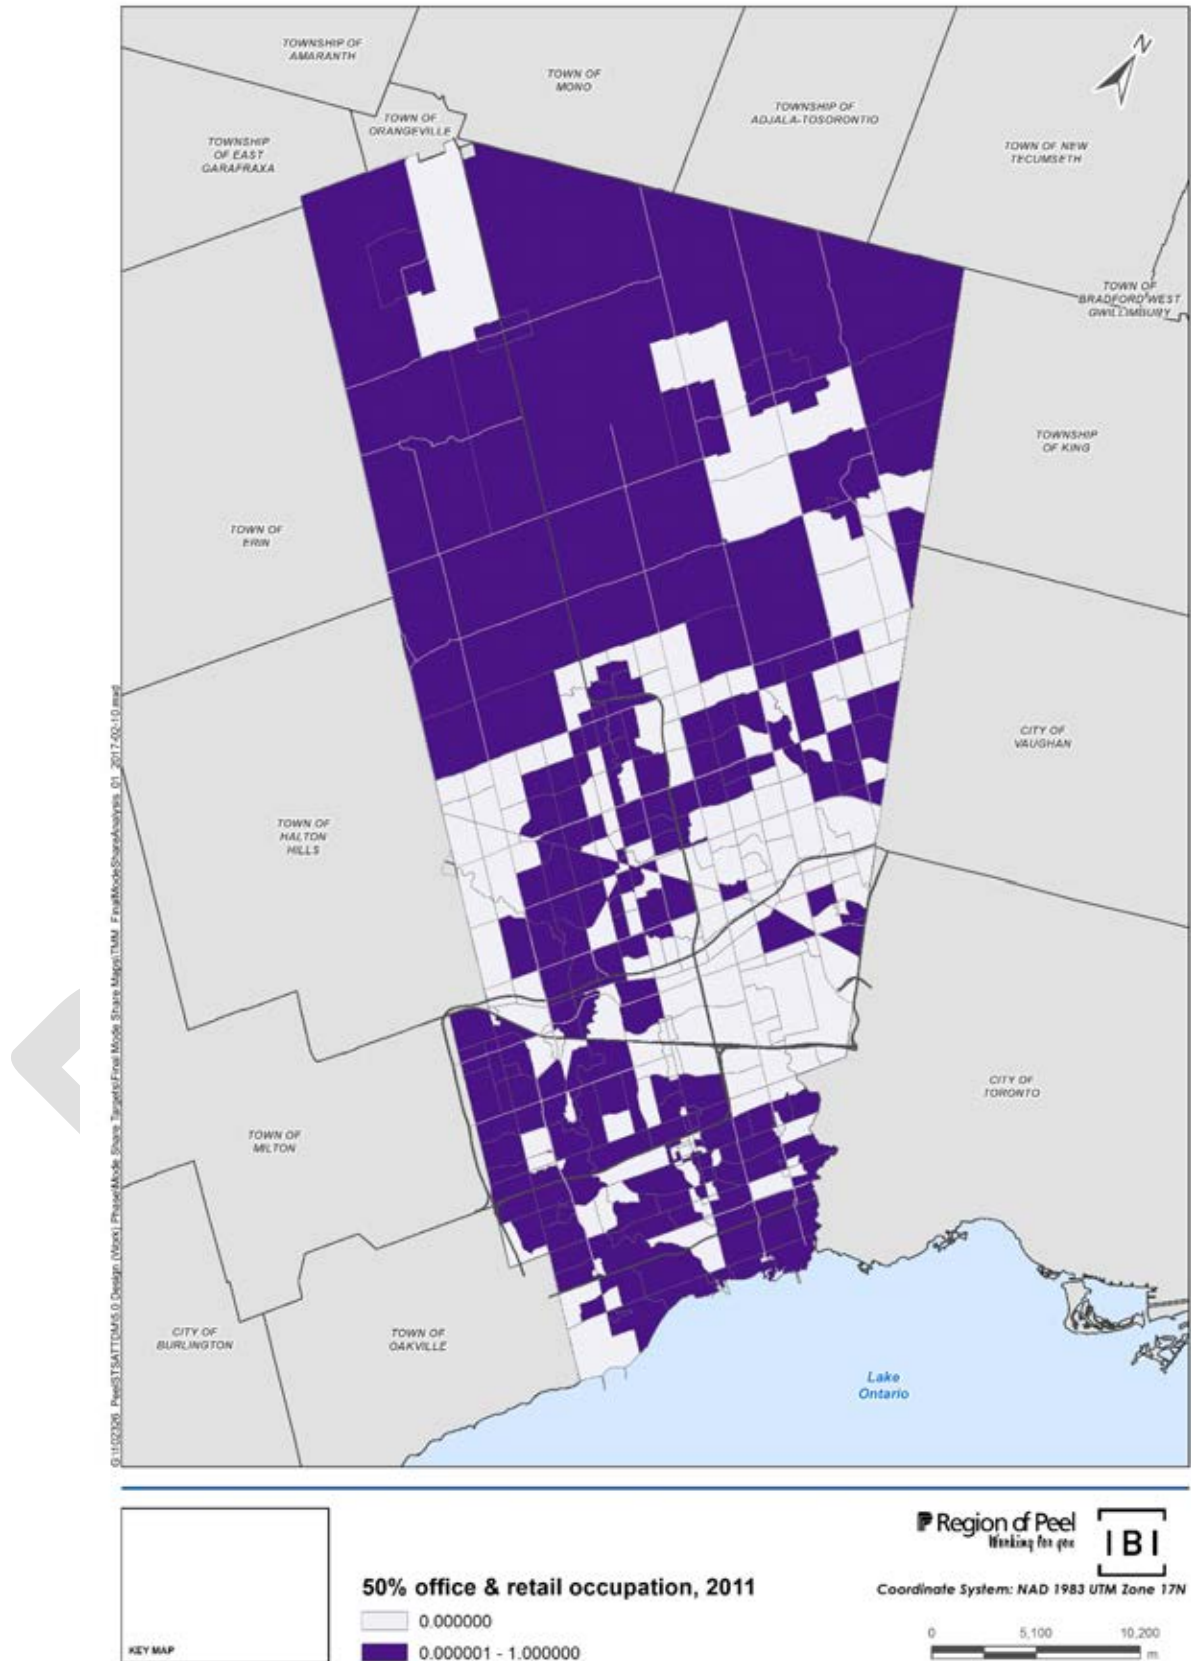 TOWNSHIP OF
AMARANTH
TOWN OF
MONO
N
TOWN OF
ORANGEVILLE
TOWNSHIP OF
ADJALA-TOSORONTIO
TOWNSHIP
OF EAST
GARAFRAXA
TOWN OF NEW
TECUMSETH
TOWN OF
BRADFORD WEST
GWILLIMBURY
TOWNSHIP
OF KING
TOWN OF
ERIN
CITY OF
VAUGHAN
TOWN OF
HALTON
HILLS
CITY OF
TORONTO
TOWN OF
MILTON
CITY OF
BURLINGTON
TOWN OF
OAKVILLE
Lake
Ontario
Region of Peel
Working for you
IBI
50% office & retail occupation, 2011
Coordinate System: NAD 1983 UTM Zone 17N
0.000000
0.000001 - 1.000000
KEY MAP
0 5,100 10,200
m